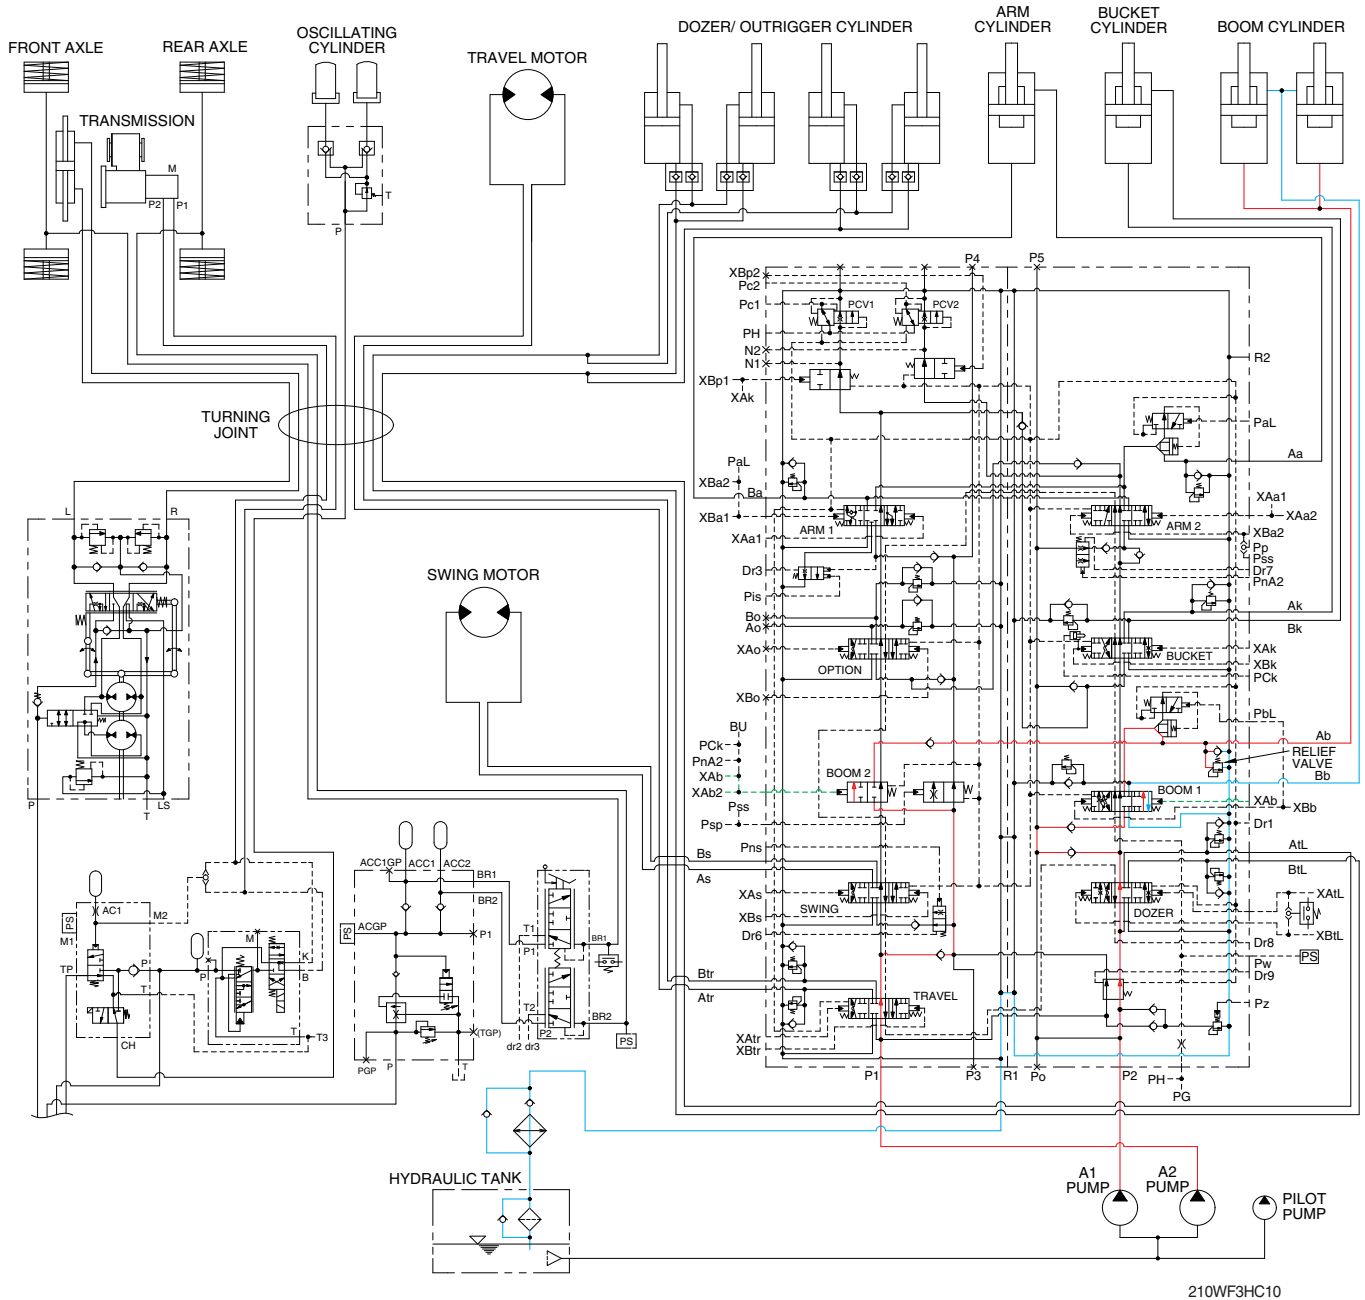 FRONT AXLE
REAR AXLE
OSCILLATING
CYLINDER
TRAVEL MOTOR
DOZER/ OUTRIGGER CYLINDER
ARM
CYLINDER
BUCKET
CYLINDER
BOOM CYLINDER
TRANSMISSION
M
P2 P1
T
P
TURNING
JOINT
L
R
P
LS
T
SWING MOTOR
XBp2
Pc2
P4
P5
Pc1
PCV1
PCV2
PH
N2
N1
XBp1
XAk
R2
PaL
PaL
XBa2
Ba
XBa1
ARM 1
XAa1
Aa
XAa1
XAa2
ARM 2
XBa2
Pp
Pss
Dr7
PnA2
Dr3
Pis
Bo
Ao
XAo
OPTION
XBo
Ak
Bk
BUCKET
XAk
XBk
PCk
PbL
BU
PCk
PnA2
XAb
XAb2
BOOM 2
Pss
Psp
Ab
RELIEF
VALVE
Bb
BOOM 1
XAb
XBb
Dr1
Pns
Bs
As
XAs
SWING
XBs
Dr6
AtL
BtL
XAtL
DOZER
XBtL
Dr8
PS
Pw
Dr9
Btr
Atr
TRAVEL
XAtr
XBtr
Pz
P1
P3
R1
Po
P2
PH
PG
AC1
PS
M1
M2
TP
P
T
CH
M
K
B
P
T
T3
ACC1GP
ACC1
ACC2
BR1
BR2
PS
ACGP
P1
(TGP)
PGP
P
T
T1
P1
BR1
T2
P2
BR2
dr2 dr3
PS
HYDRAULIC TANK
A1
PUMP
A2
PUMP
PILOT
PUMP
210WF3HC10